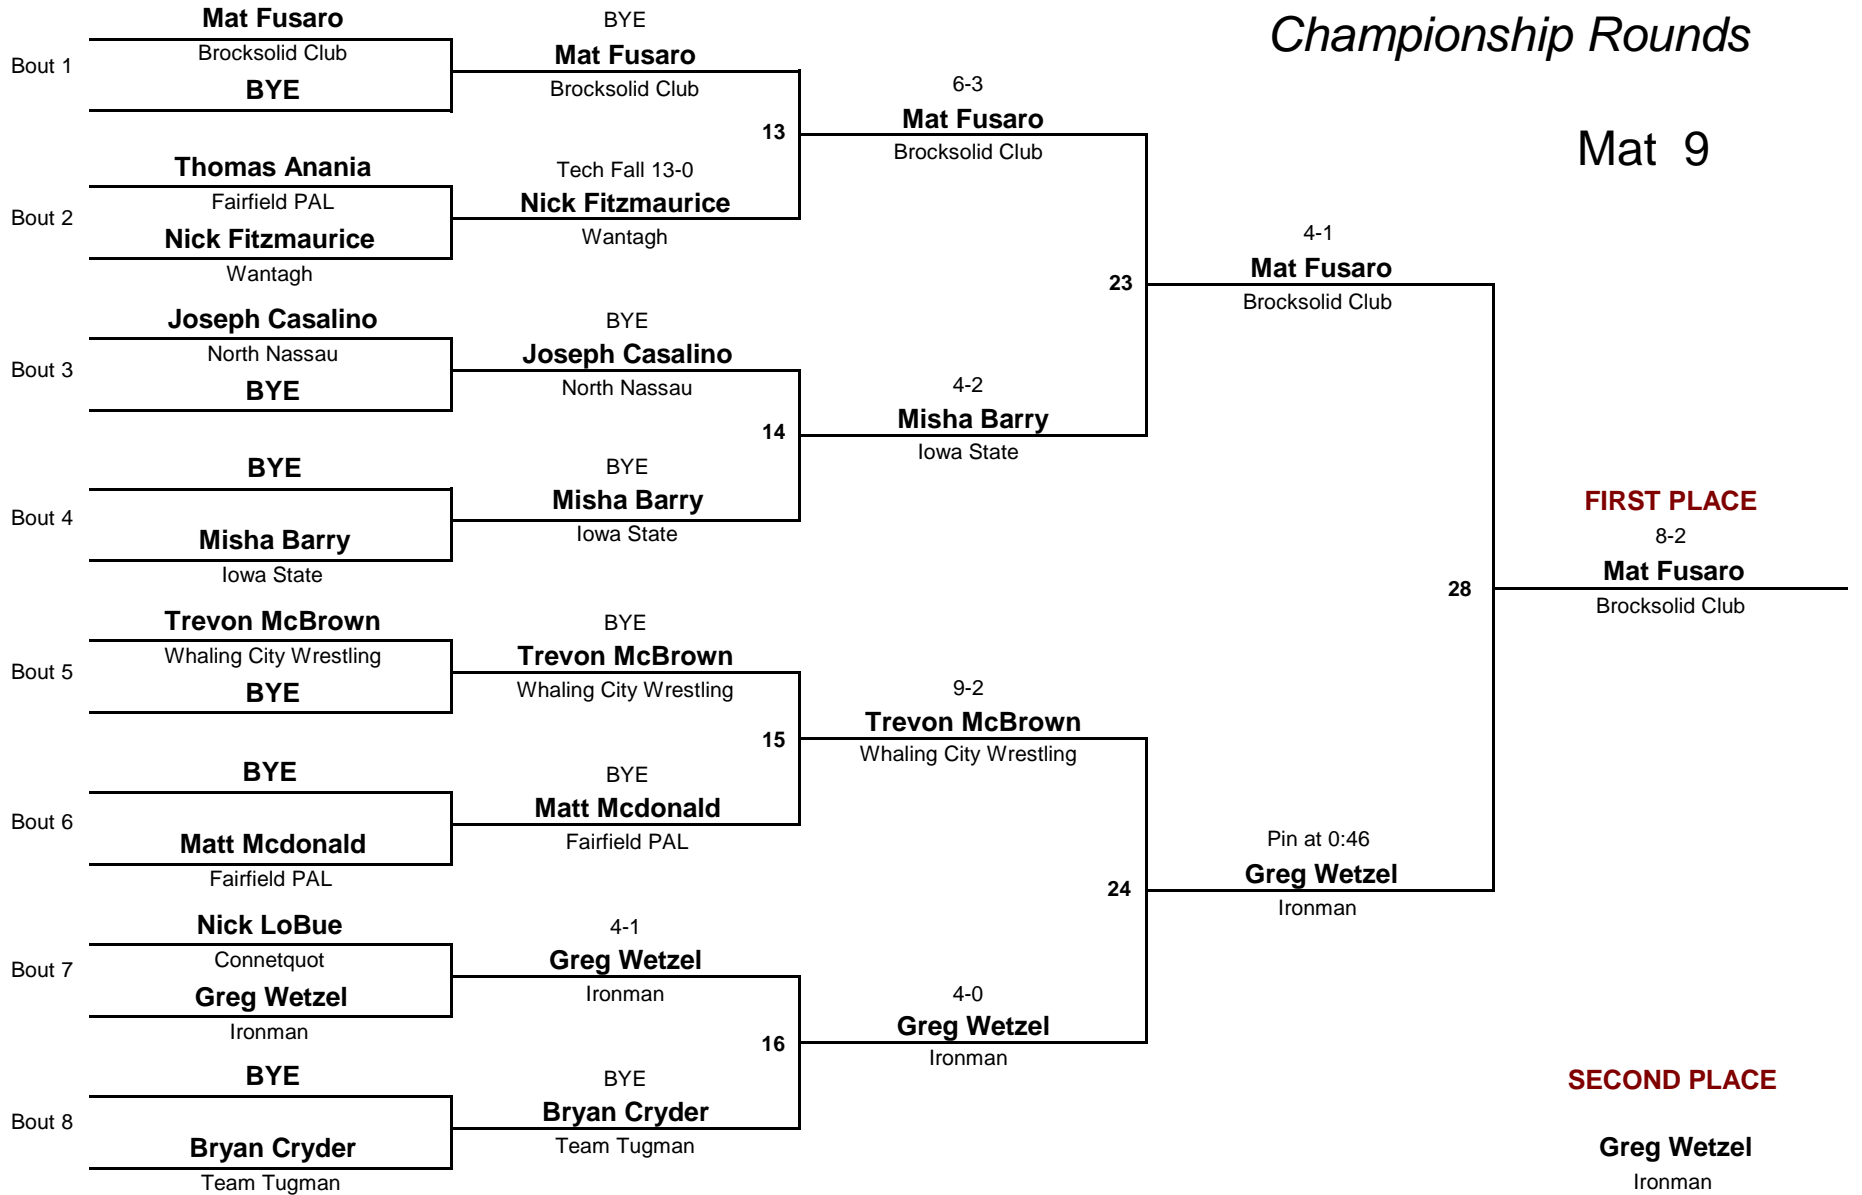 Championship Rounds
Mat 9
Bout 1
Mat Fusaro
Brocksolid Club
BYE
Bout 2
Thomas Anania
Fairfield PAL
Nick Fitzmaurice
Wantagh
Bout 3
Joseph Casalino
North Nassau
BYE
Bout 4
BYE
Misha Barry
Iowa State
Bout 5
Trevon McBrown
Whaling City Wrestling
BYE
Bout 6
BYE
Matt Mcdonald
Fairfield PAL
Bout 7
Nick LoBue
Connetquot
Greg Wetzel
Ironman
Bout 8
BYE
Bryan Cryder
Team Tugman
BYE
Mat Fusaro
Brocksolid Club
13
Tech Fall 13-0
Nick Fitzmaurice
Wantagh
BYE
Joseph Casalino
North Nassau
14
BYE
Misha Barry
Iowa State
BYE
Trevon McBrown
Whaling City Wrestling
15
BYE
Matt Mcdonald
Fairfield PAL
4-1
Greg Wetzel
Ironman
16
BYE
Bryan Cryder
Team Tugman
6-3
Mat Fusaro
Brocksolid Club
23
4-2
Misha Barry
Iowa State
9-2
Trevon McBrown
Whaling City Wrestling
24
4-0
Greg Wetzel
Ironman
4-1
Mat Fusaro
Brocksolid Club
28
Pin at 0:46
Greg Wetzel
Ironman
FIRST PLACE
8-2
Mat Fusaro
Brocksolid Club
SECOND PLACE
Greg Wetzel
Ironman